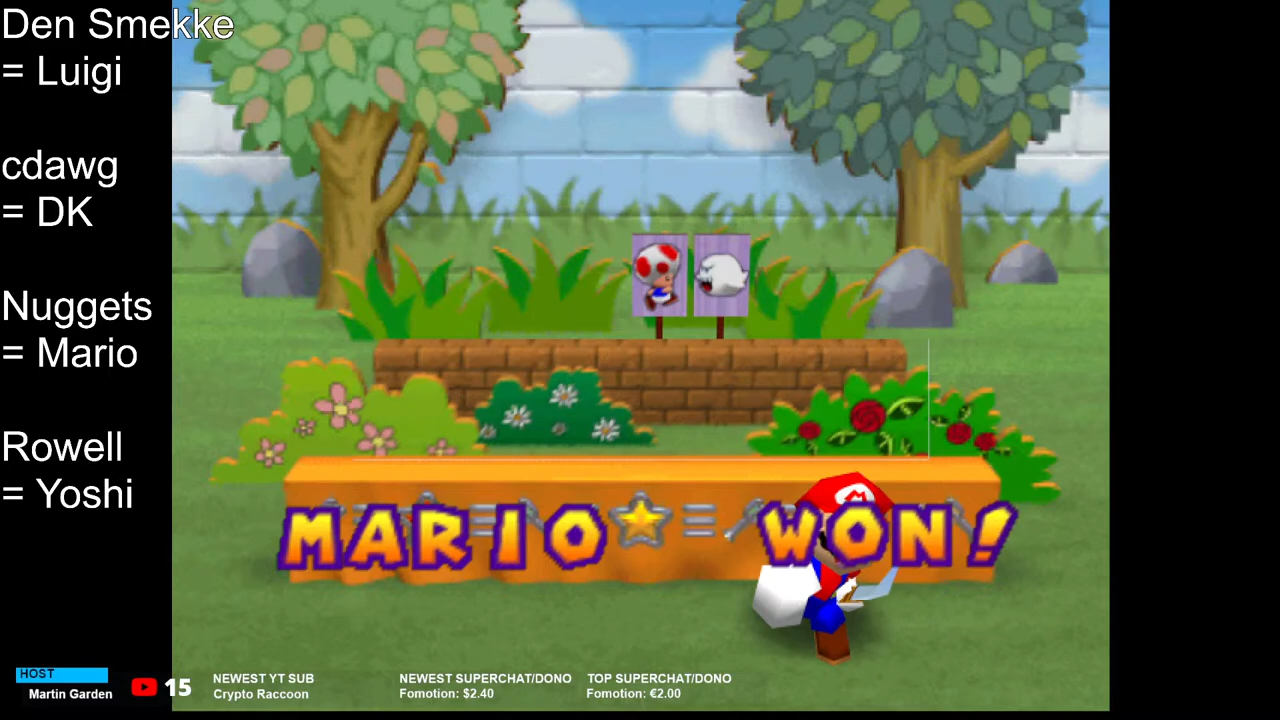 Den Smekke
= Luigi
cdawg
= DK
Nuggets
= Mario
Rowell
= Yoshi
MARIO WON!
HOST
Martin Garden
15
NEWEST YT SUB
Crypto Raccoon
NEWEST SUPERCHAT/DONO
Fomotion: $2.40
TOP SUPERCHAT/DONO
Fomotion: €2.00